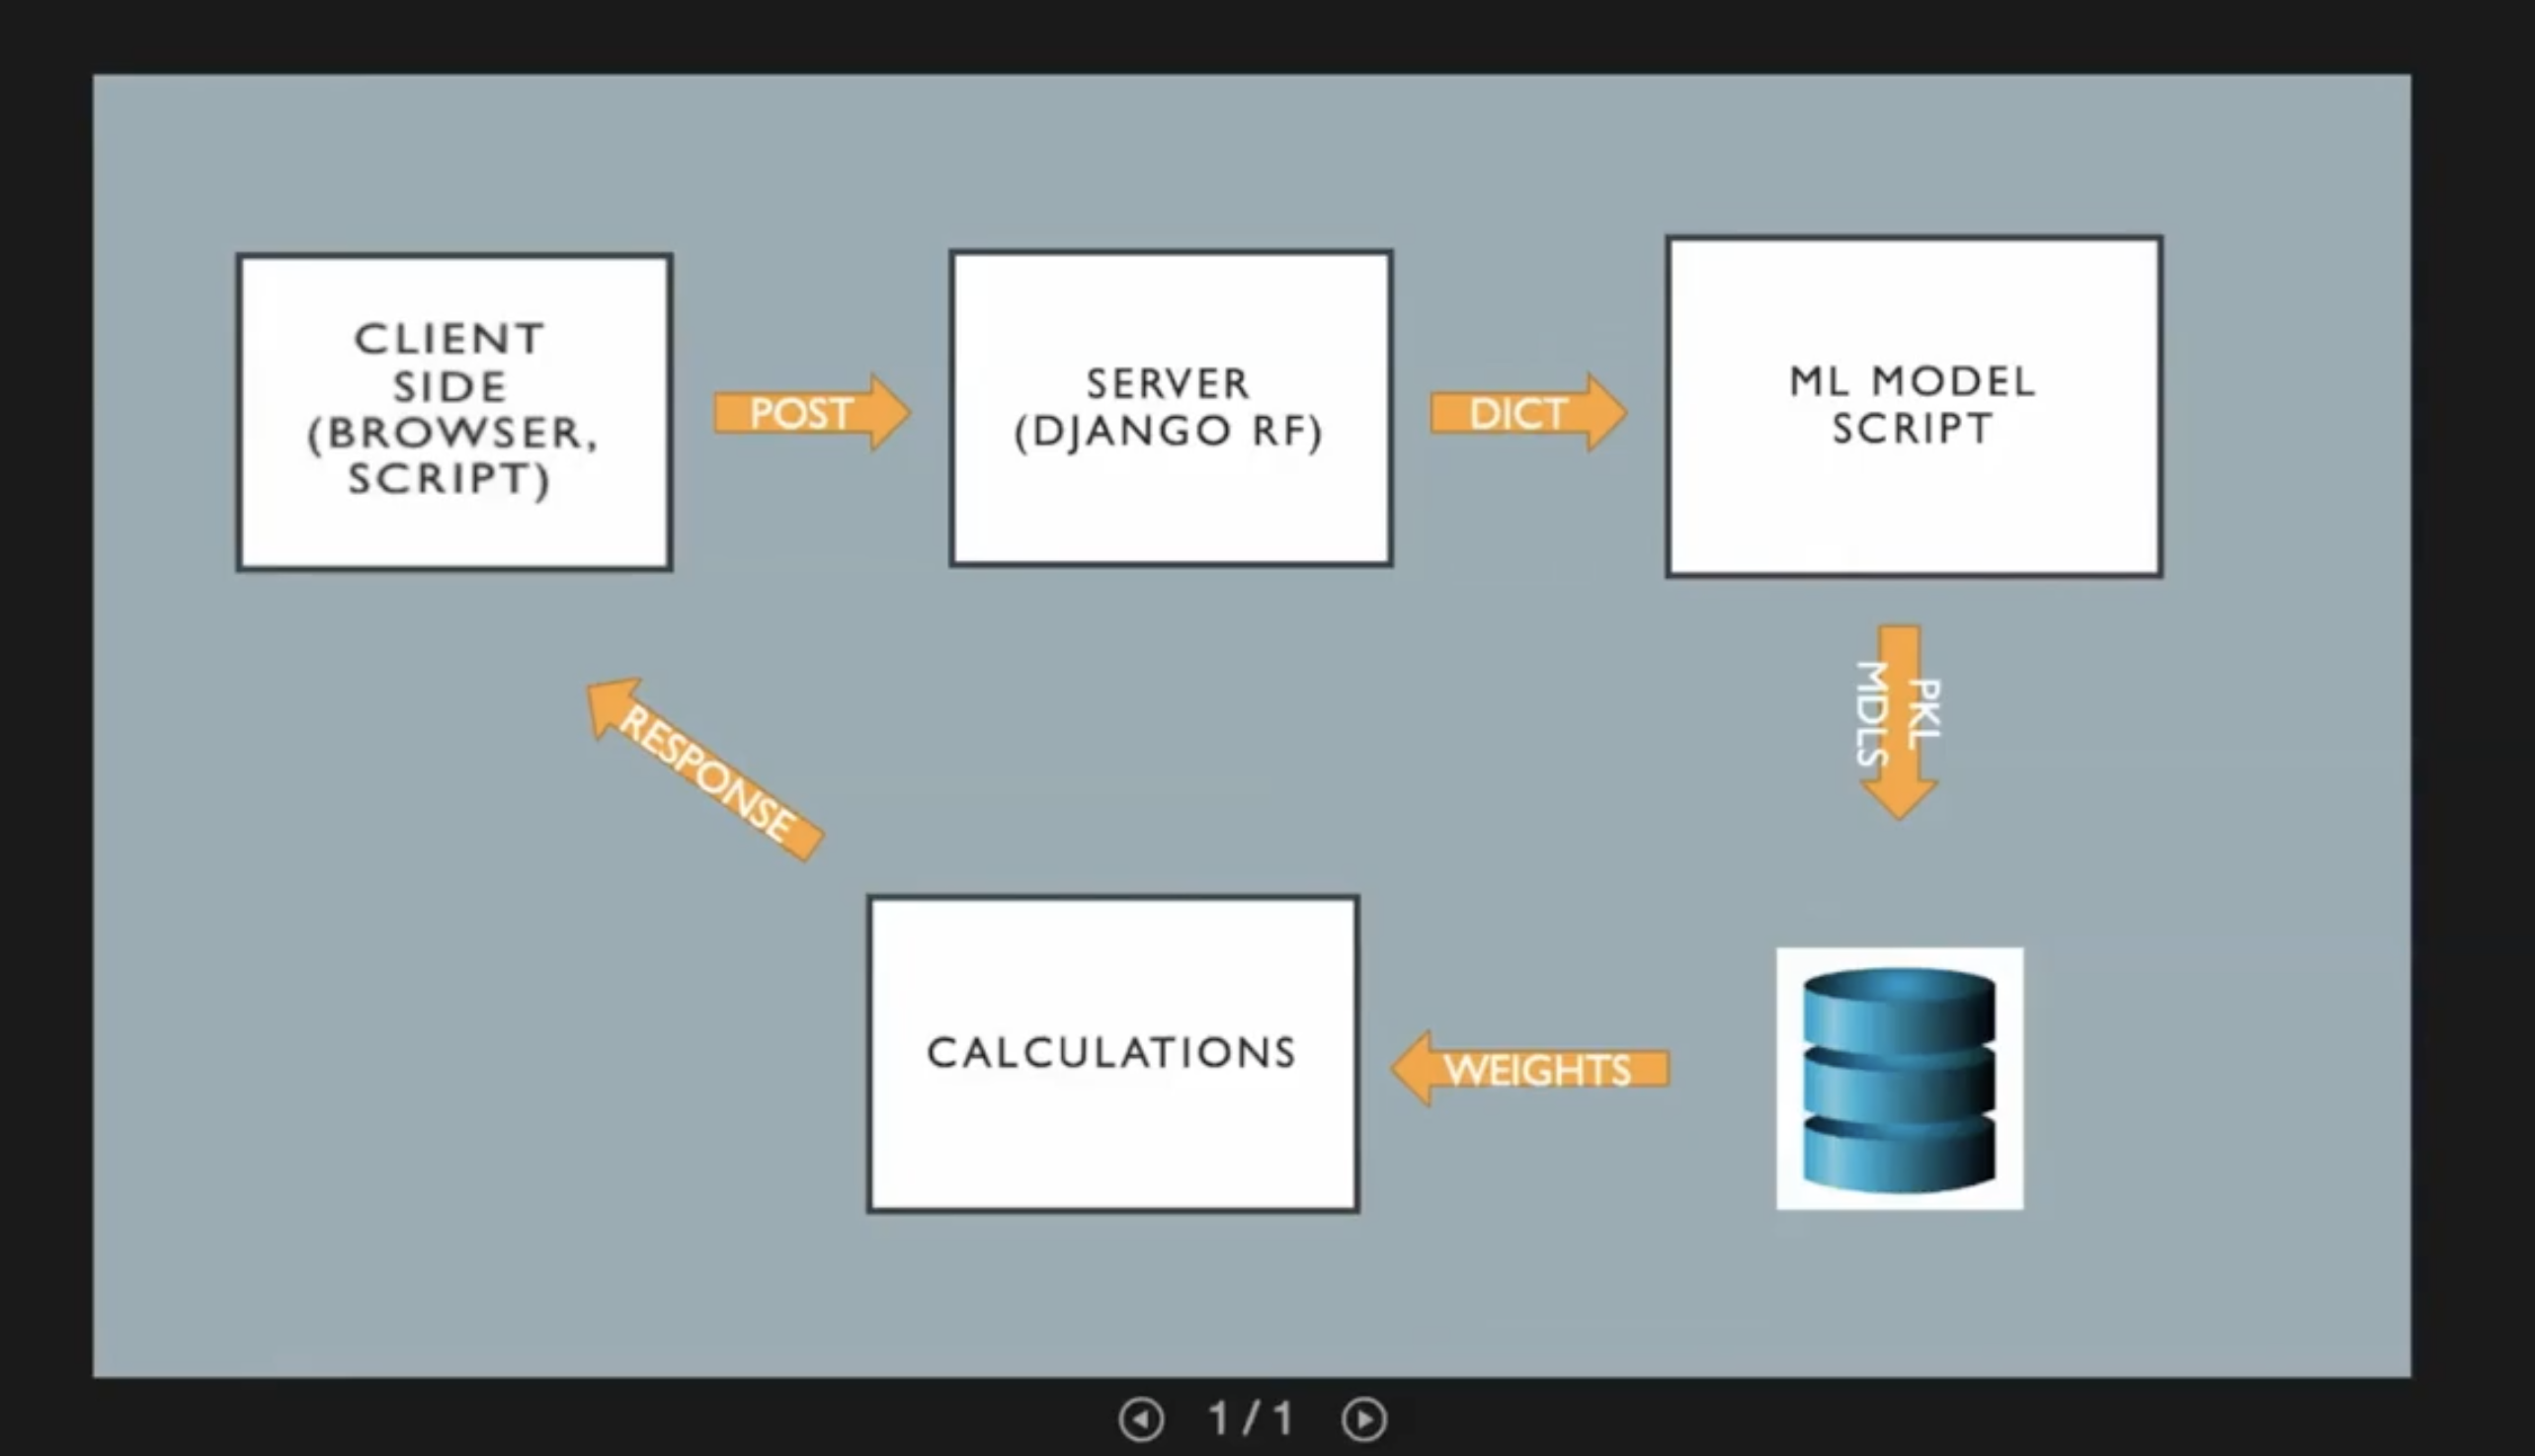 CLIENT
SIDE
(BROWSER,
SCRIPT)
POST
SERVER
(DJANGO RF)
DICT
ML MODEL
SCRIPT
PKL
MDLS
RESPONSE
CALCULATIONS
WEIGHTS
1/1